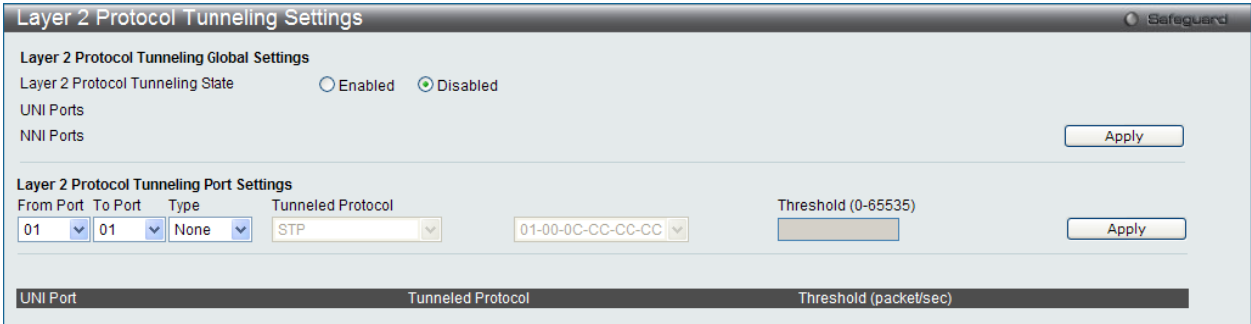 Layer 2 Protocol Tunneling Settings
Safeguard
Layer 2 Protocol Tunneling Global Settings
Layer 2 Protocol Tunneling State Enabled Disabled
UNI Ports
NNI Ports Apply
Layer 2 Protocol Tunneling Port Settings
From Port To Port Type Tunneled Protocol Threshold (0-65535)
01 01 None STP 01-00-0C-CC-CC-CC Apply
UNI Port Tunneled Protocol Threshold (packet/sec)